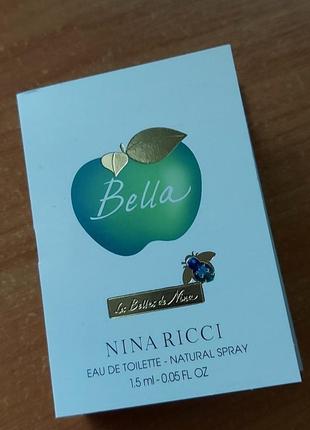 Bella
Les Belles de Nina
NINA RICCI
EAU DE TOILETTE - NATURAL SPRAY
1.5 ml - 0.05 FL OZ